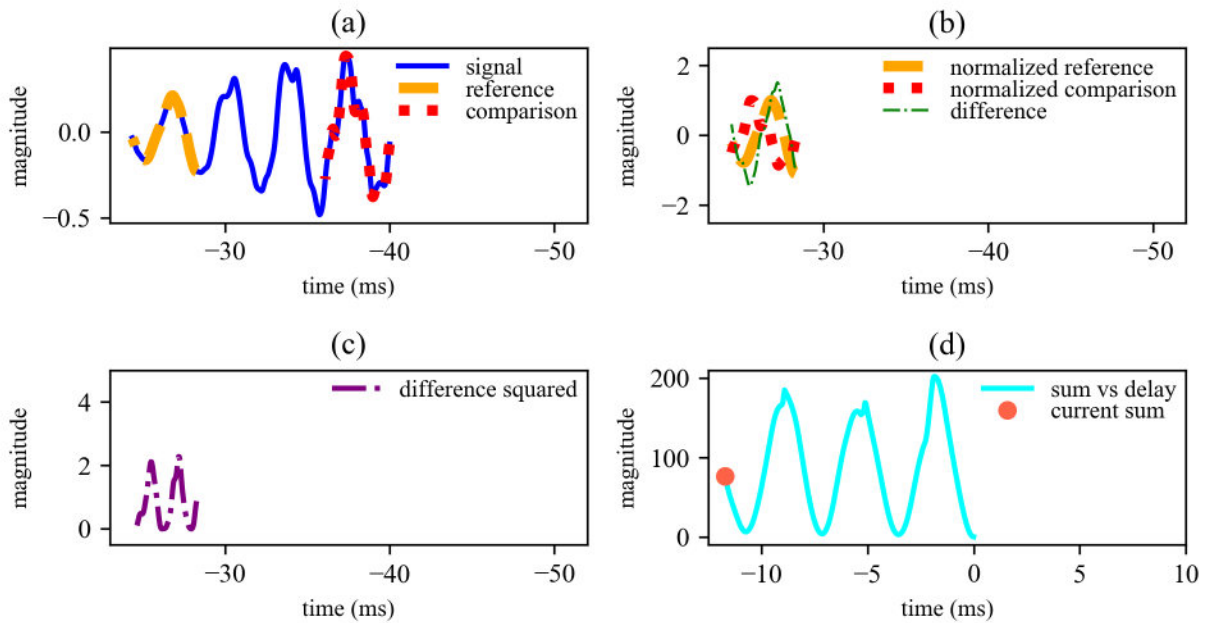 (a)
signal
reference
comparison
magnitude
0.0
−0.5
−30
−40
−50
time (ms)
(b)
normalized reference
normalized comparison
difference
magnitude
2
0
−2
−30
−40
−50
time (ms)
(c)
difference squared
magnitude
4
2
0
−30
−40
−50
time (ms)
(d)
sum vs delay
current sum
magnitude
200
100
0
−10
−5
0
5
10
time (ms)